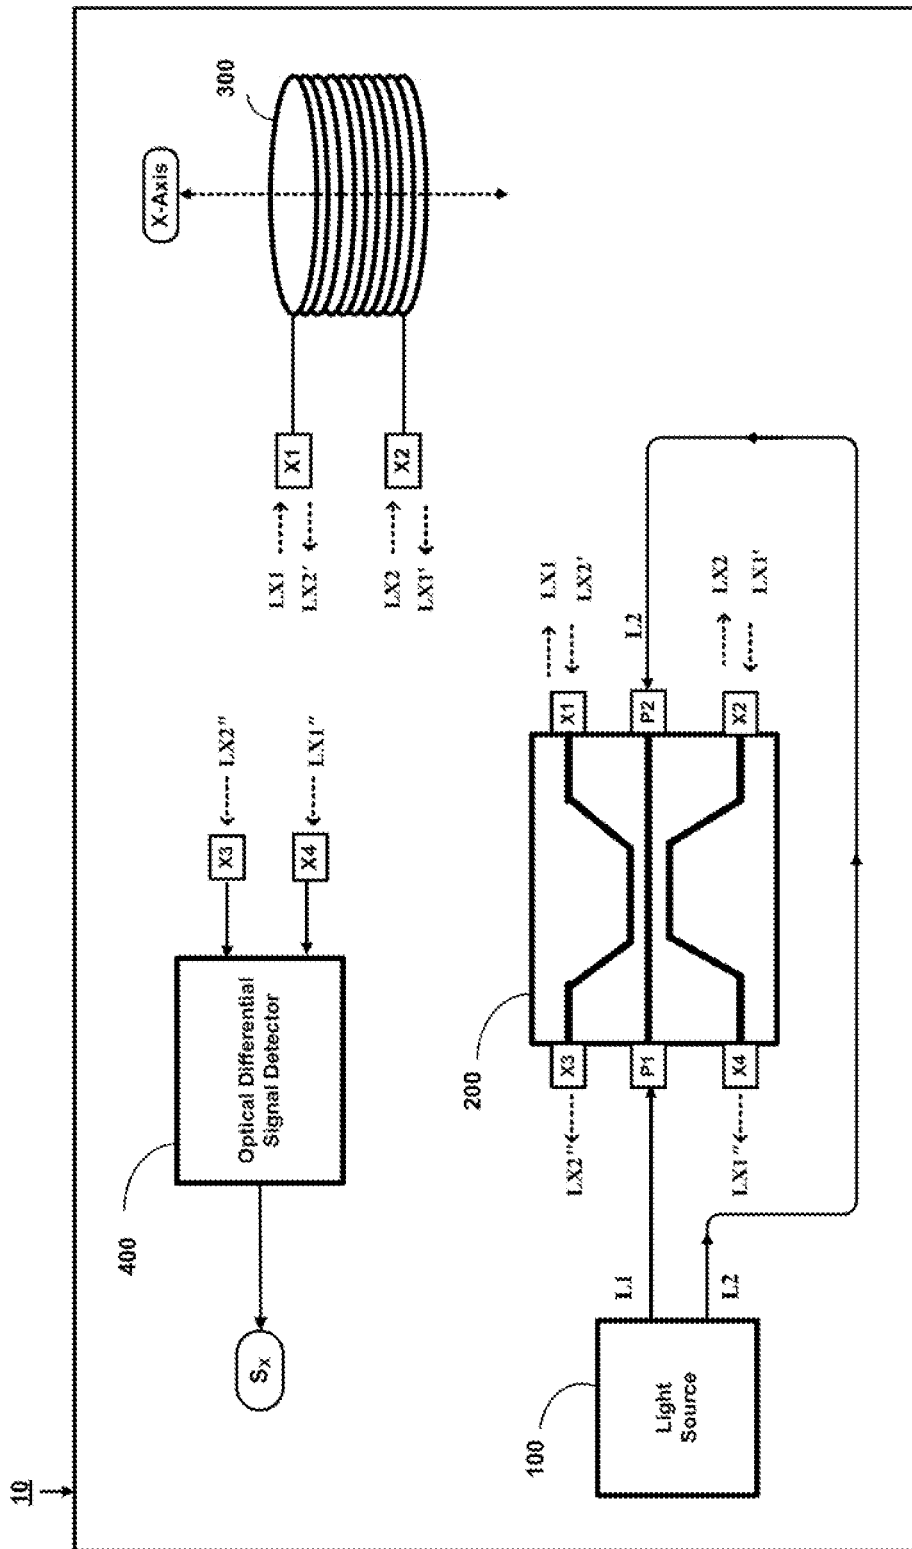 10
X-Axis
300
X1
LX1
LX2'
X2
LX2
LX1'
LX2"
X3
LX1"
X4
Optical Differential
Signal Detector
400
Sx
LX1
LX2'
X1
L2
P2
LX2
LX1'
X2
200
X3
LX2"
P1
X4
LX1"
L1
L2
Light
Source
100